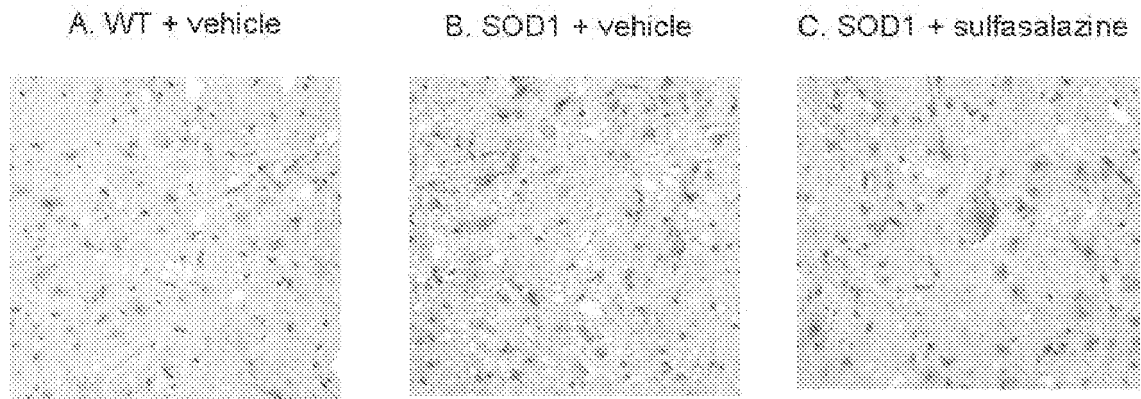 A. WT + vehicle
B. SOD1 + vehicle
C. SOD1 + sulfasalazine